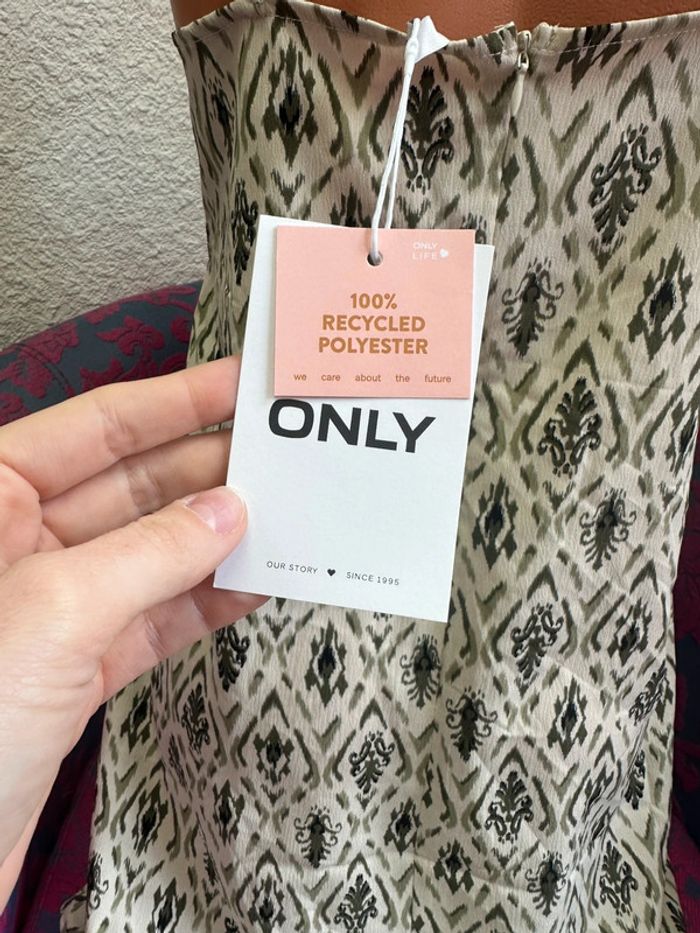 ONLY
LIFE
100%
RECYCLED
POLYESTER
we care about the future
ONLY
OUR STORY ♥ SINCE 1995